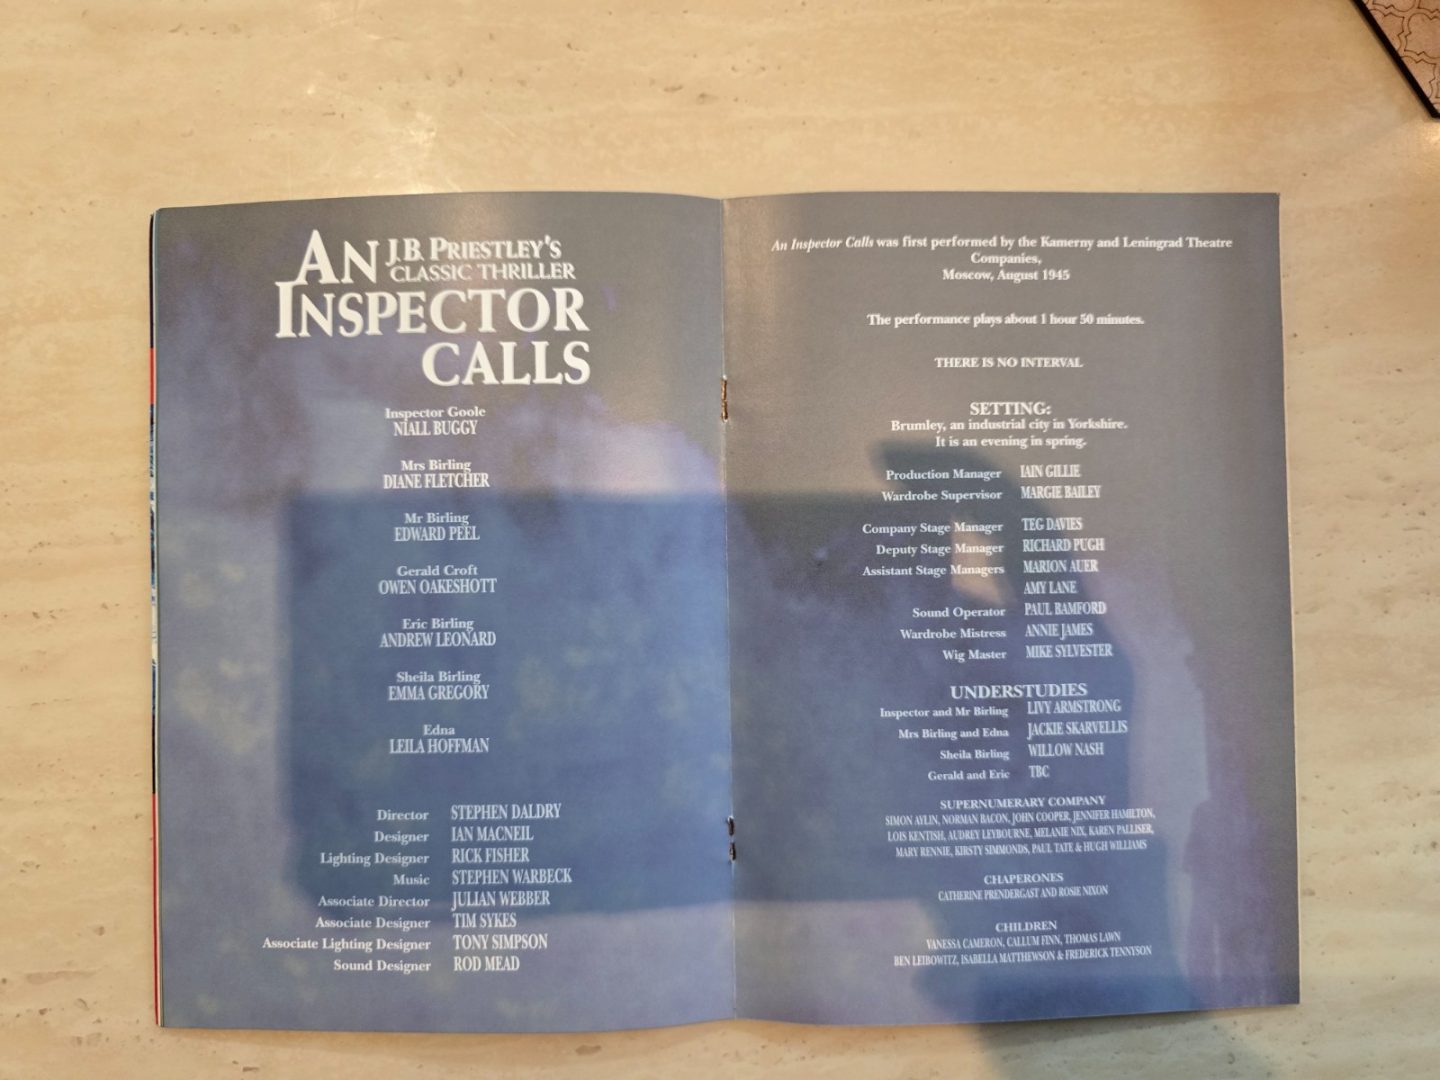 AN J.B. PRIESTLEY'S
CLASSIC THRILLER
INSPECTOR
CALLS
Inspector Goole
NIALL BUGGY
Mrs Birling
DIANE FLETCHER
Mr Birling
EDWARD PEEL
Gerald Croft
OWEN OAKESHOTT
Eric Birling
ANDREW LEONARD
Sheila Birling
EMMA GREGORY
Edna
LEILA HOFFMAN
Director STEPHEN DALDRY
Designer IAN MACNEIL
Lighting Designer RICK FISHER
Music STEPHEN WARBECK
Associate Director JULIAN WEBBER
Associate Designer TIM SYKES
Associate Lighting Designer TONY SIMPSON
Sound Designer ROD MEAD
An Inspector Calls was first performed by the Kamerny and Leningrad Theatre
Companies,
Moscow, August 1945
The performance plays about 1 hour 50 minutes.
THERE IS NO INTERVAL
SETTING:
Brumley, an industrial city in Yorkshire.
It is an evening in spring.
Production Manager IAIN GILLIE
Wardrobe Supervisor MARGIE BAILEY
Company Stage Manager TEG DAVIES
Deputy Stage Manager RICHARD PUGH
Assistant Stage Managers MARION AUER
AMY LANE
Sound Operator PAUL BAMFORD
Wardrobe Mistress ANNIE JAMES
Wig Master MIKE SYLVESTER
UNDERSTUDIES
Inspector and Mr Birling LIVY ARMSTRONG
Mrs Birling and Edna JACKIE SKARVELLIS
Sheila Birling WILLOW NASH
Gerald and Eric TBC
SUPERNUMERARY COMPANY
SIMON AYLIN, NORMAN BACON, JOHN COOPER, JENNIFER HAMILTON,
LOIS KENTISH, AUDREY LEYBOURNE, MELANIE NIX, KAREN PALLISER,
MARY RENNIE, KIRSTY SIMMONDS, PAUL TATE & HUGH WILLIAMS
CHAPERONES
CATHERINE PRENDERGAST AND ROSIE NIXON
CHILDREN
VANESSA CAMERON, CALLUM FINN, THOMAS LAWN
BEN LEIBOWITZ, ISABELLA MATTHEWSON & FREDERICK TENNYSON